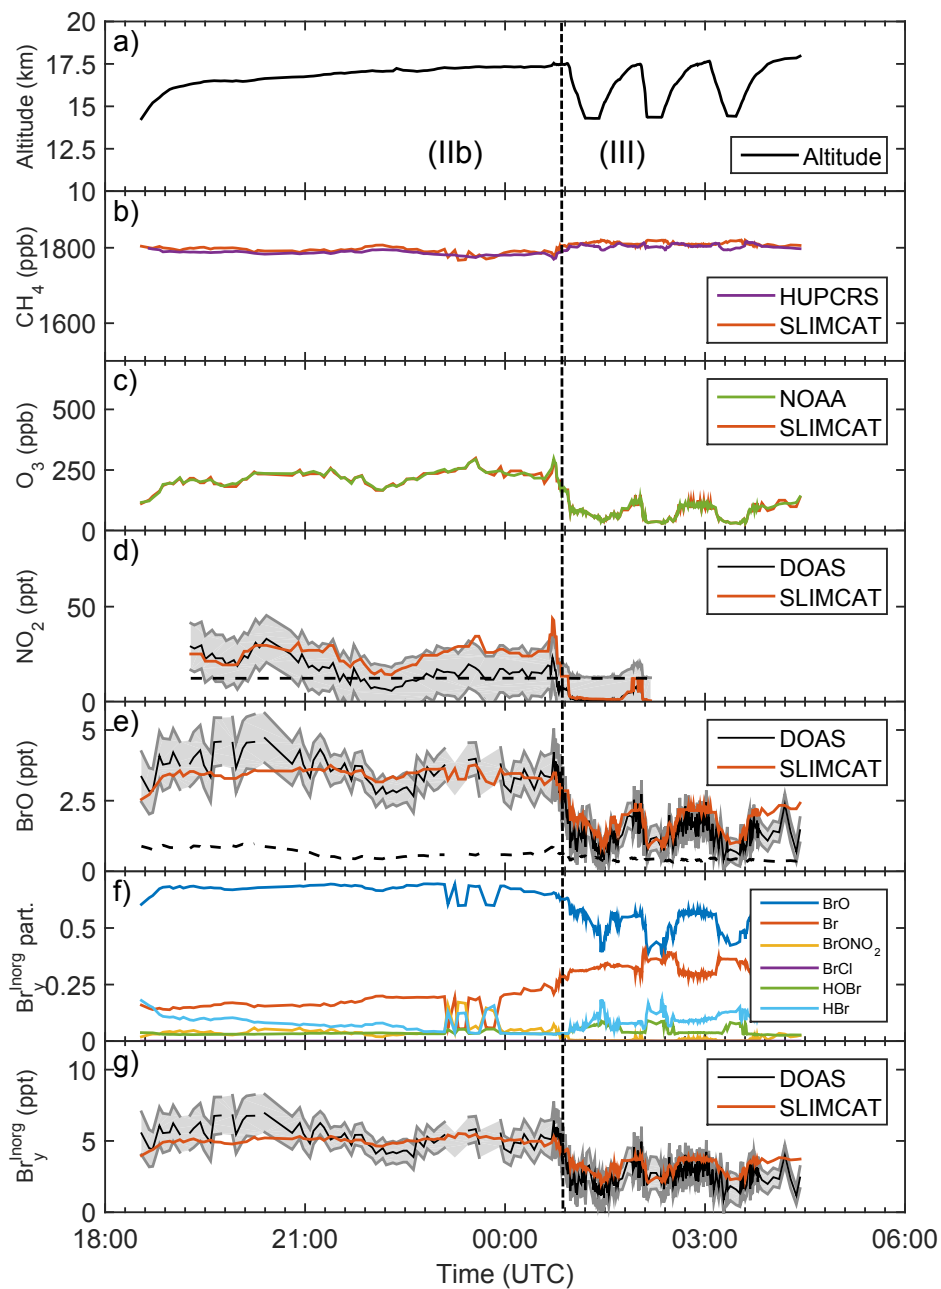 a)
20
17.5
15
12.5
10
Altitude (km)
(IIb)
(III)
Altitude
b)
1800
1600
CH4 (ppb)
HUPCRS
SLIMCAT
c)
500
250
0
O3 (ppb)
NOAA
SLIMCAT
d)
50
0
NO2 (ppt)
DOAS
SLIMCAT
e)
5
2.5
0
BrO (ppt)
DOAS
SLIMCAT
f)
0.5
0.25
0
Bry^Inorg part.
BrO
Br
BrONO2
BrCl
HOBr
HBr
g)
10
5
0
Bry^Inorg (ppt)
DOAS
SLIMCAT
18:00
21:00
00:00
03:00
06:00
Time (UTC)